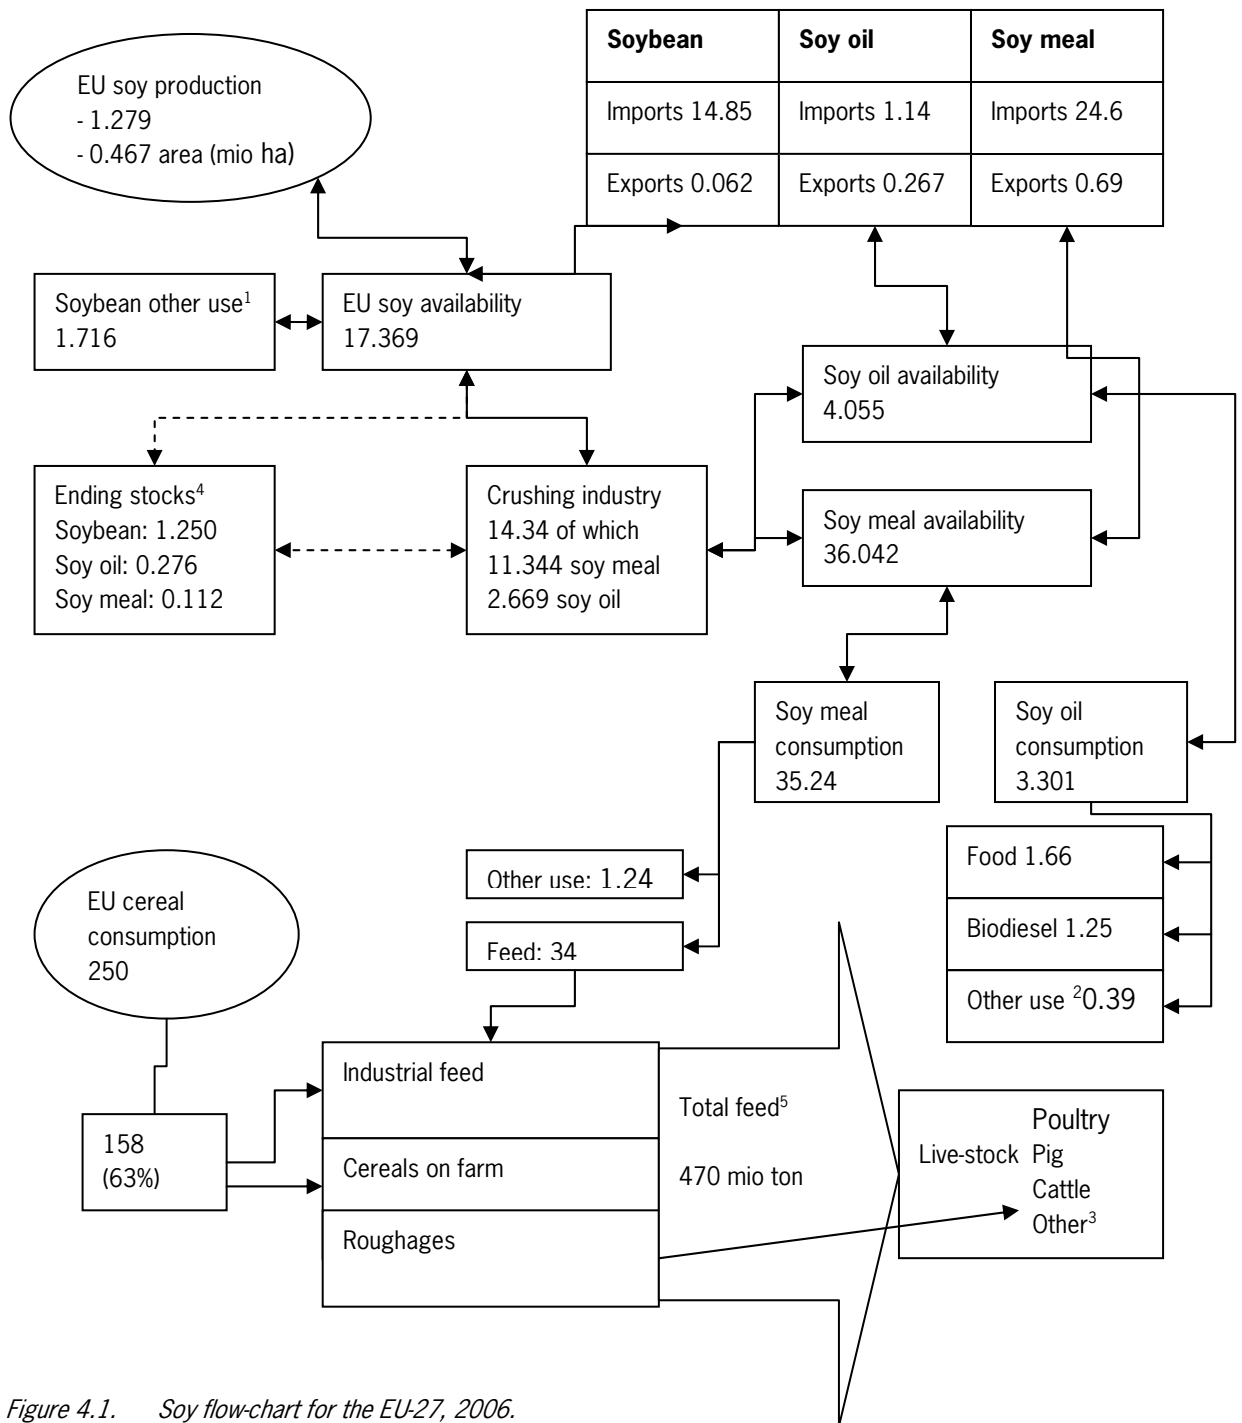 EU soy production
- 1.279
- 0.467 area (mio ha)
Soybean Soy oil Soy meal
Imports 14.85 Imports 1.14 Imports 24.6
Exports 0.062 Exports 0.267 Exports 0.69
Soybean other use¹
1.716
EU soy availability
17.369
Soy oil availability
4.055
Ending stocks⁴
Soybean: 1.250
Soy oil: 0.276
Soy meal: 0.112
Crushing industry
14.34 of which
11.344 soy meal
2.669 soy oil
Soy meal availability
36.042
Soy meal
consumption
35.24
Soy oil
consumption
3.301
Food 1.66
Biodiesel 1.25
Other use ²0.39
Other use: 1.24
Feed: 34
EU cereal
consumption
250
158
(63%)
Industrial feed
Cereals on farm
Roughages
Total feed⁵
470 mio ton
Poultry
Live-stock Pig
Cattle
Other³
Figure 4.1. Soy flow-chart for the EU-27, 2006.